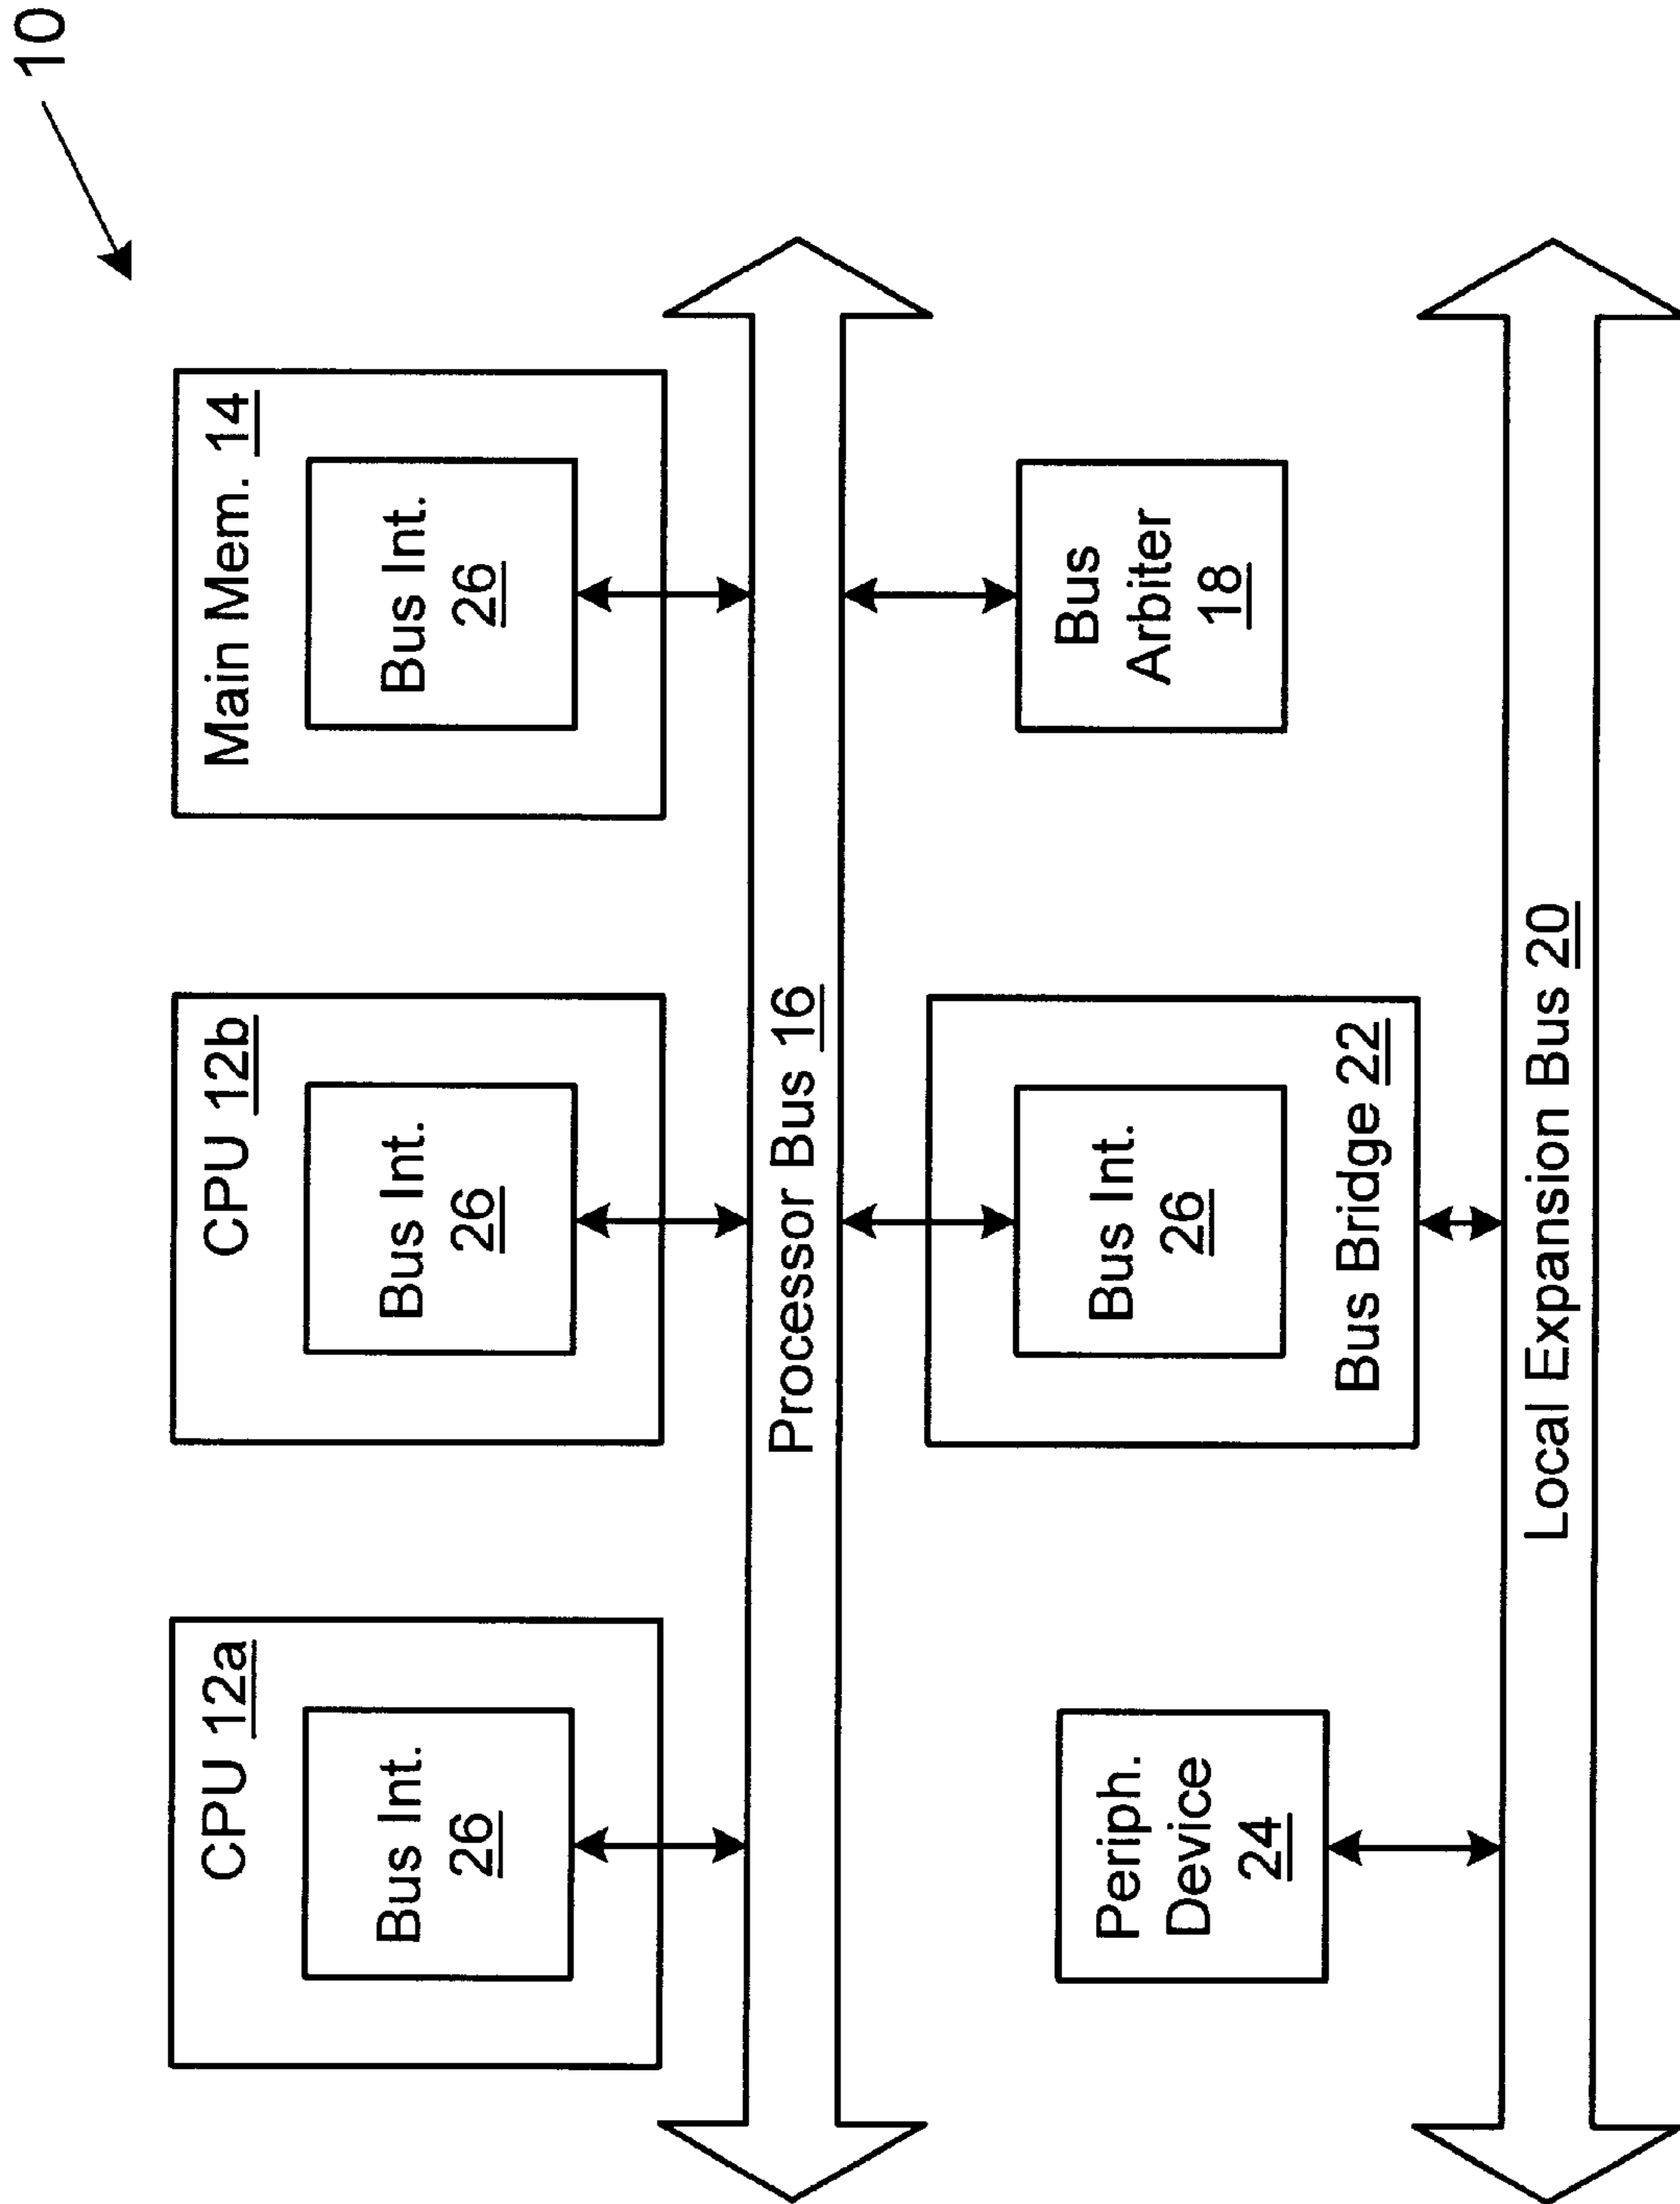 10
CPU 12a
Bus Int.
26
CPU 12b
Bus Int.
26
Main Mem. 14
Bus Int.
26
Processor Bus 16
Periph.
Device
24
Bus Int.
26
Bus Bridge 22
Bus
Arbiter
18
Local Expansion Bus 20